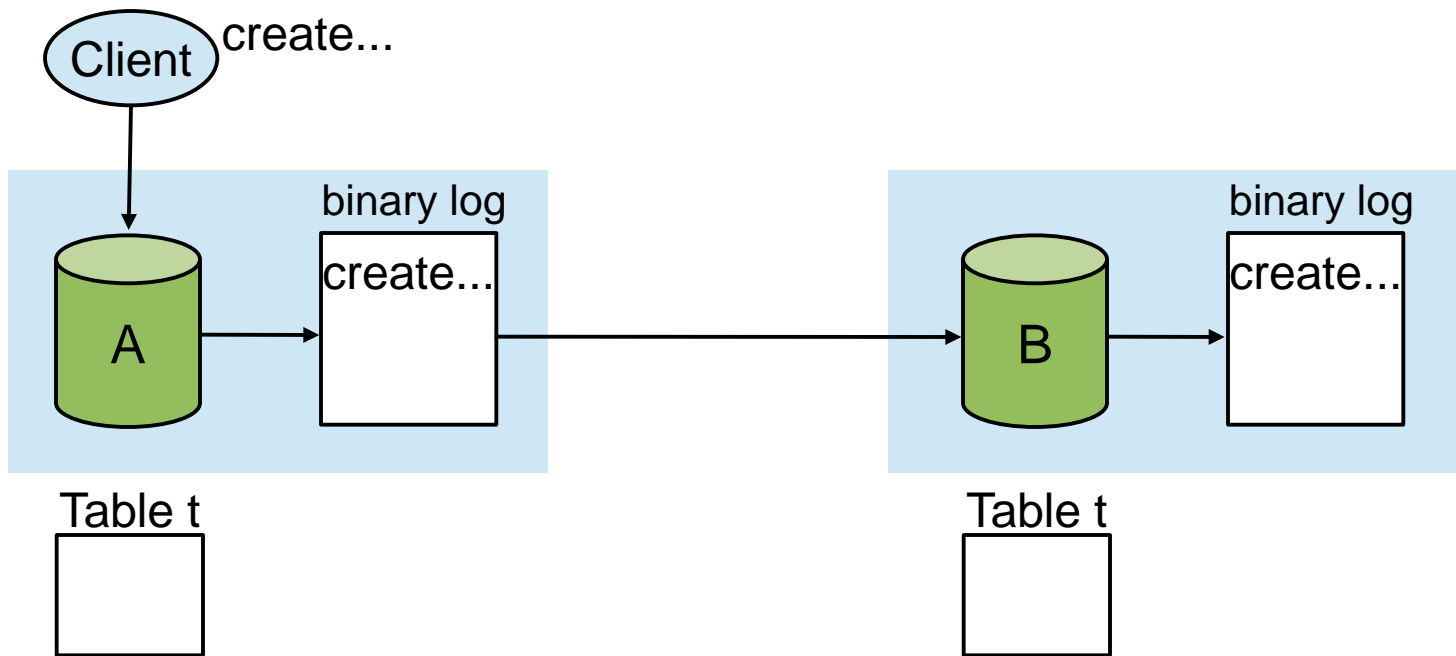 create...
Client
binary log
binary log
create...
create...
A
B
Table t
Table t